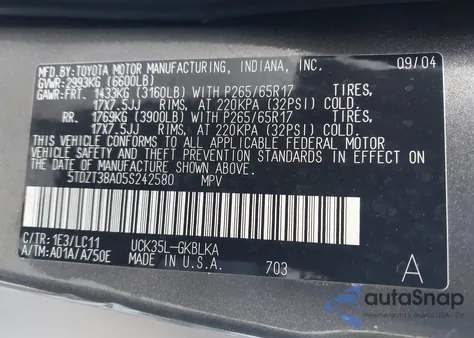 MFD.BY: TOYOTA MOTOR MANUFACTURING, INDIANA, INC. 09/04
GVWR: 2993KG (6600LB)
GAWR: FRT. 1433KG (3160LB) WITH P265/65R17 TIRES,
17X7.5JJ RIMS, AT 220KPA (32PSI) COLD.
RR. 1769KG (3900LB) WITH P265/65R17 TIRES,
17X7.5JJ RIMS, AT 220KPA (32PSI) COLD.
THIS VEHICLE CONFORMS TO ALL APPLICABLE FEDERAL MOTOR
VEHICLE SAFETY STANDARDS IN EFFECT ON THE DATE OF
MANUFACTURE SHOWN ABOVE.
5TDZT38A05S242580 MPV
C/TR: 1E3/LC11 UCK35L-GKBLKA
A/TM: A01A/A750E MADE IN U.S.A. 703 A
autoSnap